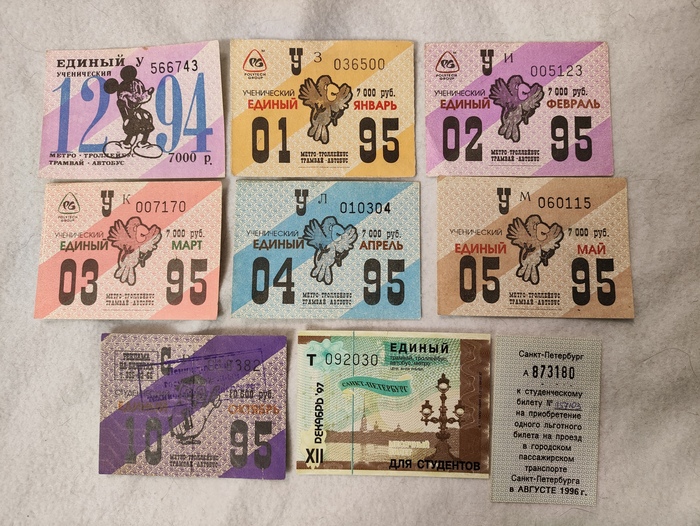 ЕДИНЫЙ У
УЧЕНИЧЕСКИЙ 566743
12 94
МЕТРО · ТРОЛЛЕЙБУС
ТРАМВАЙ · АВТОБУС 7000 р.
У З 036500
POLYTECH
GROUP
УЧЕНИЧЕСКИЙ 7 000 руб.
ЕДИНЫЙ ЯНВАРЬ
01 95
МЕТРО·ТРОЛЛЕЙБУС
ТРАМВАЙ·АВТОБУС
У И 005123
POLYTECH
GROUP
УЧЕНИЧЕСКИЙ 7 000 руб.
ЕДИНЫЙ ФЕВРАЛЬ
02 95
МЕТРО·ТРОЛЛЕЙБУС
ТРАМВАЙ·АВТОБУС
У К 007170
POLYTECH
GROUP
УЧЕНИЧЕСКИЙ 7 000 руб.
ЕДИНЫЙ МАРТ
03 95
МЕТРО·ТРОЛЛЕЙБУС
ТРАМВАЙ·АВТОБУС
У Л 010304
УЧЕНИЧЕСКИЙ 7 000 руб.
ЕДИНЫЙ АПРЕЛЬ
04 95
МЕТРО·ТРОЛЛЕЙБУС
ТРАМВАЙ·АВТОБУС
У М 060115
УЧЕНИЧЕСКИЙ 7 000 руб.
ЕДИНЫЙ МАЙ
05 95
МЕТРО·ТРОЛЛЕЙБУС
ТРАМВАЙ·АВТОБУС
РЕКЛАМА
С
ОКТЯБРЬ
10 95
МЕТРО·ТРОЛЛЕЙБУС
ТРАМВАЙ·АВТОБУС
Т 092030 ЕДИНЫЙ
трамвай, троллейбус,
автобус, метро
САНКТ-ПЕТЕРБУРГ
ДЕКАБРЬ '97
XII
ДЛЯ СТУДЕНТОВ
Санкт-Петербург
А 873180
к студенческому
билету №
на приобретение
одного льготного
билета на проезд
в городском
пассажирском
транспорте
Санкт-Петербурга
в АВГУСТЕ 1996 г.